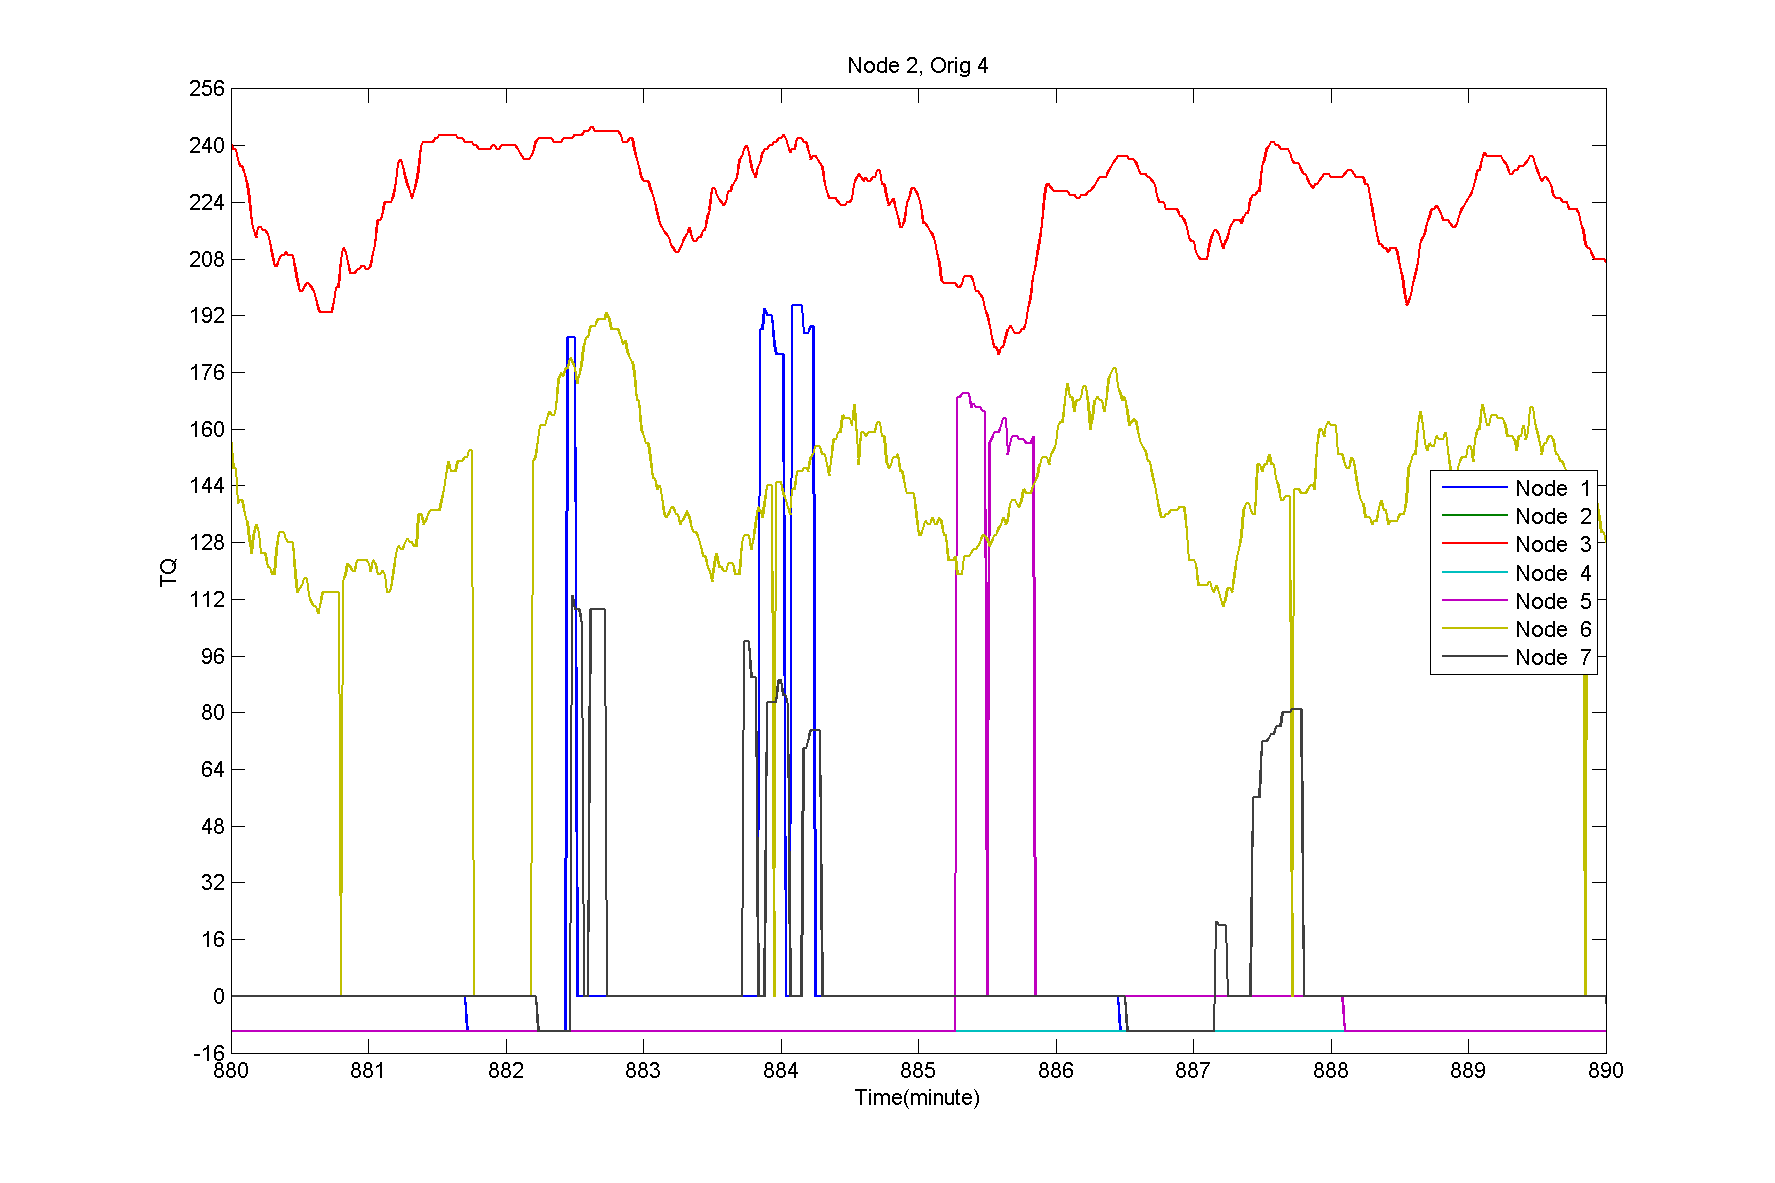 Node 2, Orig 4
256
240
224
208
192
176
160
144
128
112
96
80
64
48
32
16
0
-16
TQ
Node 1
Node 2
Node 3
Node 4
Node 5
Node 6
Node 7
880 881 882 883 884 885 886 887 888 889 890
Time(minute)